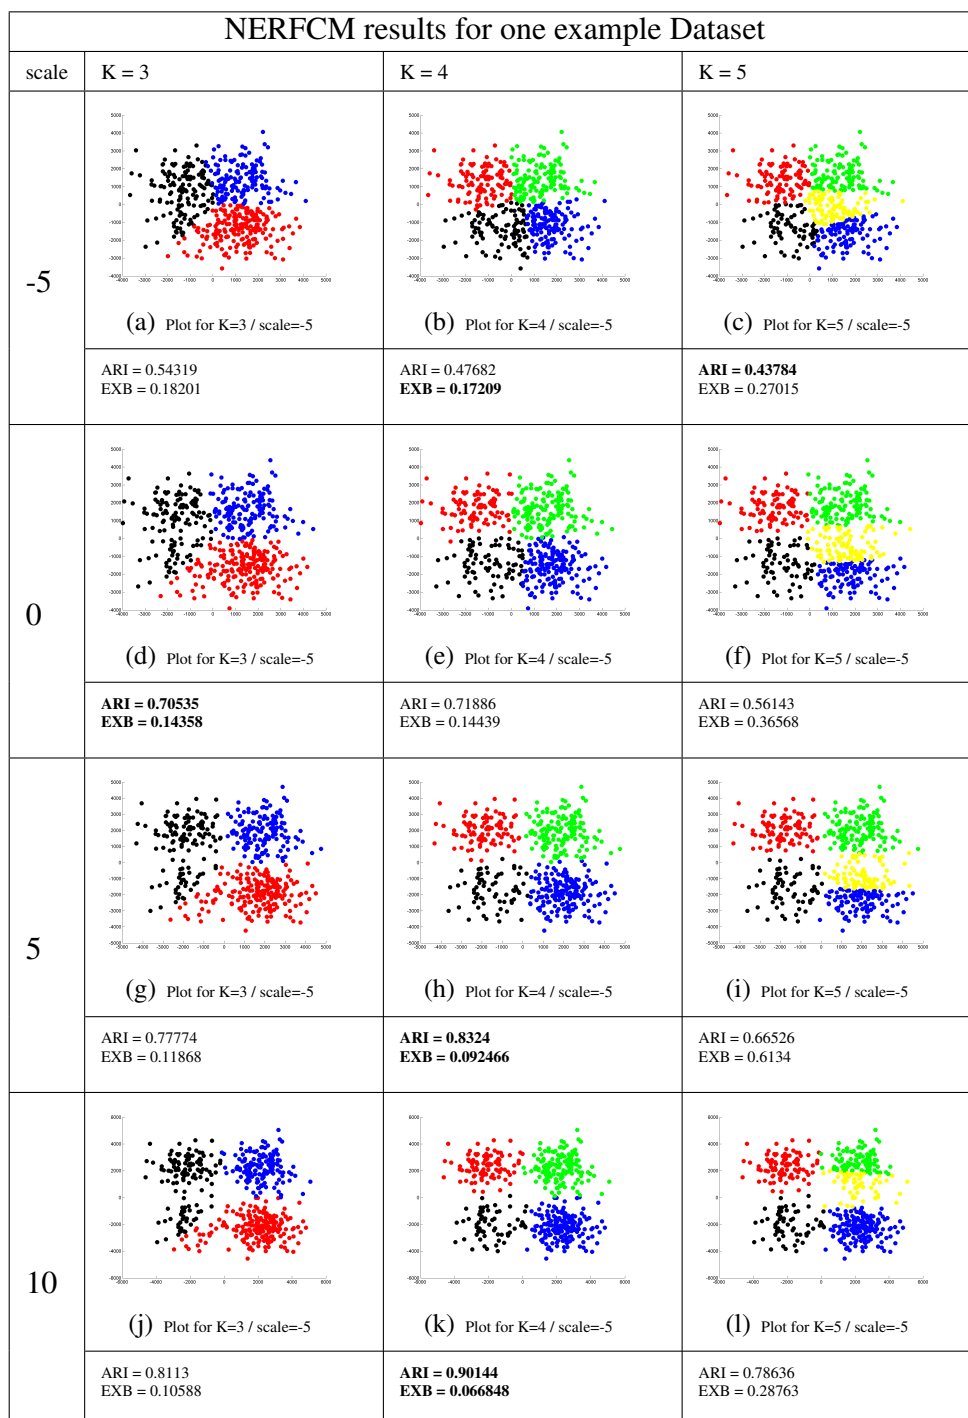 NERFCM results for one example Dataset
scale K = 3 K = 4 K = 5
-5
(a) Plot for K=3 / scale=-5
(b) Plot for K=4 / scale=-5
(c) Plot for K=5 / scale=-5
ARI = 0.54319
EXB = 0.18201
ARI = 0.47682
EXB = 0.17209
ARI = 0.43784
EXB = 0.27015
0
(d) Plot for K=3 / scale=-5
(e) Plot for K=4 / scale=-5
(f) Plot for K=5 / scale=-5
ARI = 0.70535
EXB = 0.14358
ARI = 0.71886
EXB = 0.14439
ARI = 0.56143
EXB = 0.36568
5
(g) Plot for K=3 / scale=-5
(h) Plot for K=4 / scale=-5
(i) Plot for K=5 / scale=-5
ARI = 0.77774
EXB = 0.11868
ARI = 0.8324
EXB = 0.092466
ARI = 0.66526
EXB = 0.6134
10
(j) Plot for K=3 / scale=-5
(k) Plot for K=4 / scale=-5
(l) Plot for K=5 / scale=-5
ARI = 0.8113
EXB = 0.10588
ARI = 0.90144
EXB = 0.066848
ARI = 0.78636
EXB = 0.28763